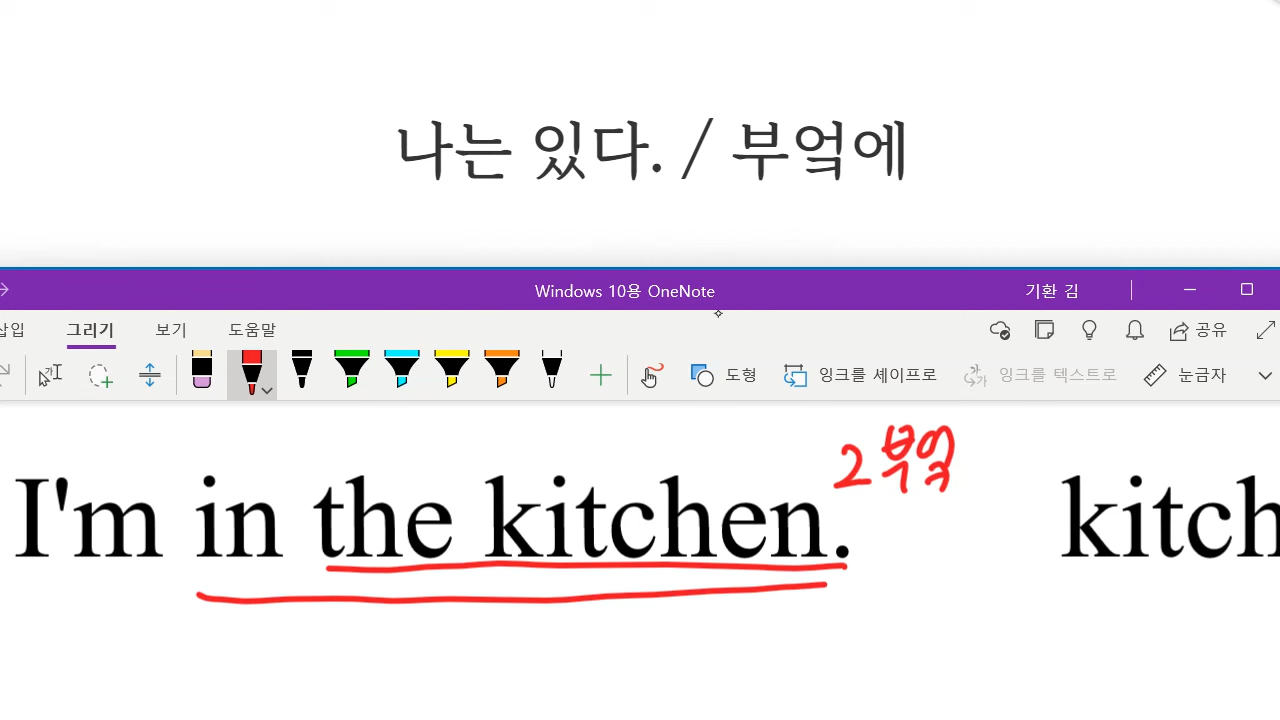 나는 있다. / 부엌에
Windows 10용 OneNote 기환 김
삽입 그리기 보기 도움말 공유
도형 잉크를 셰이프로 잉크를 텍스트로 눈금자
2 부엌
I'm in the kitchen. kitch